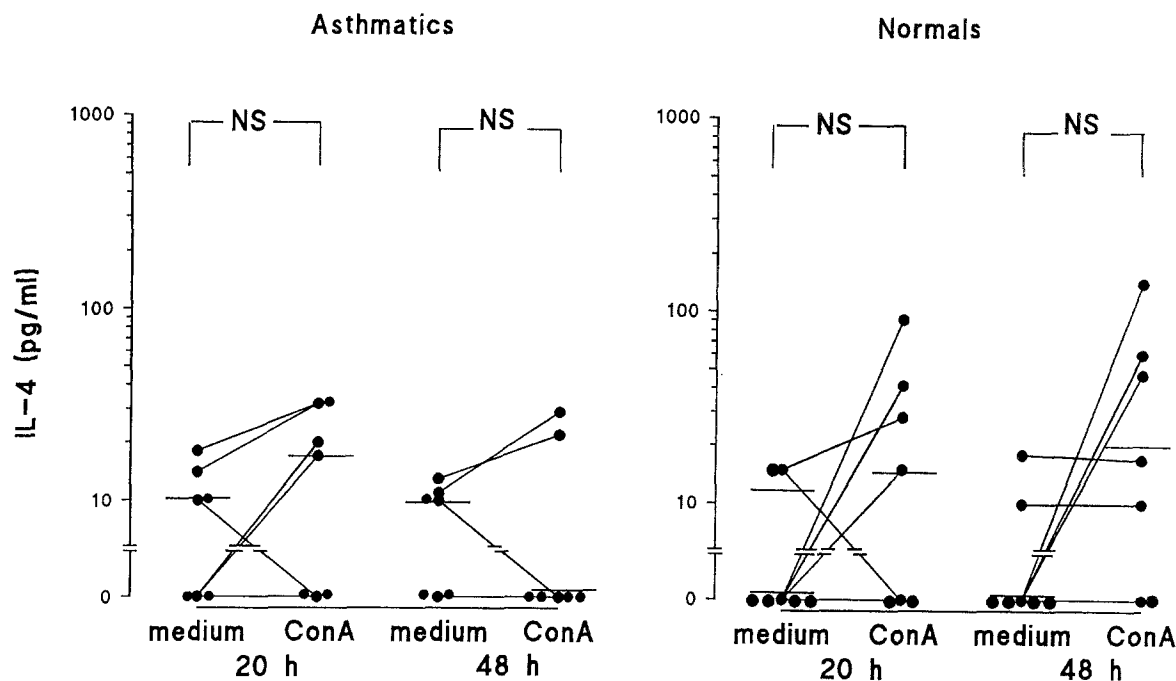 Asthmatics
Normals
IL-4 (pg/ml)
1000
100
10
0
NS
NS
medium ConA medium ConA
20 h 48 h
1000
100
10
0
NS
NS
medium ConA medium ConA
20 h 48 h